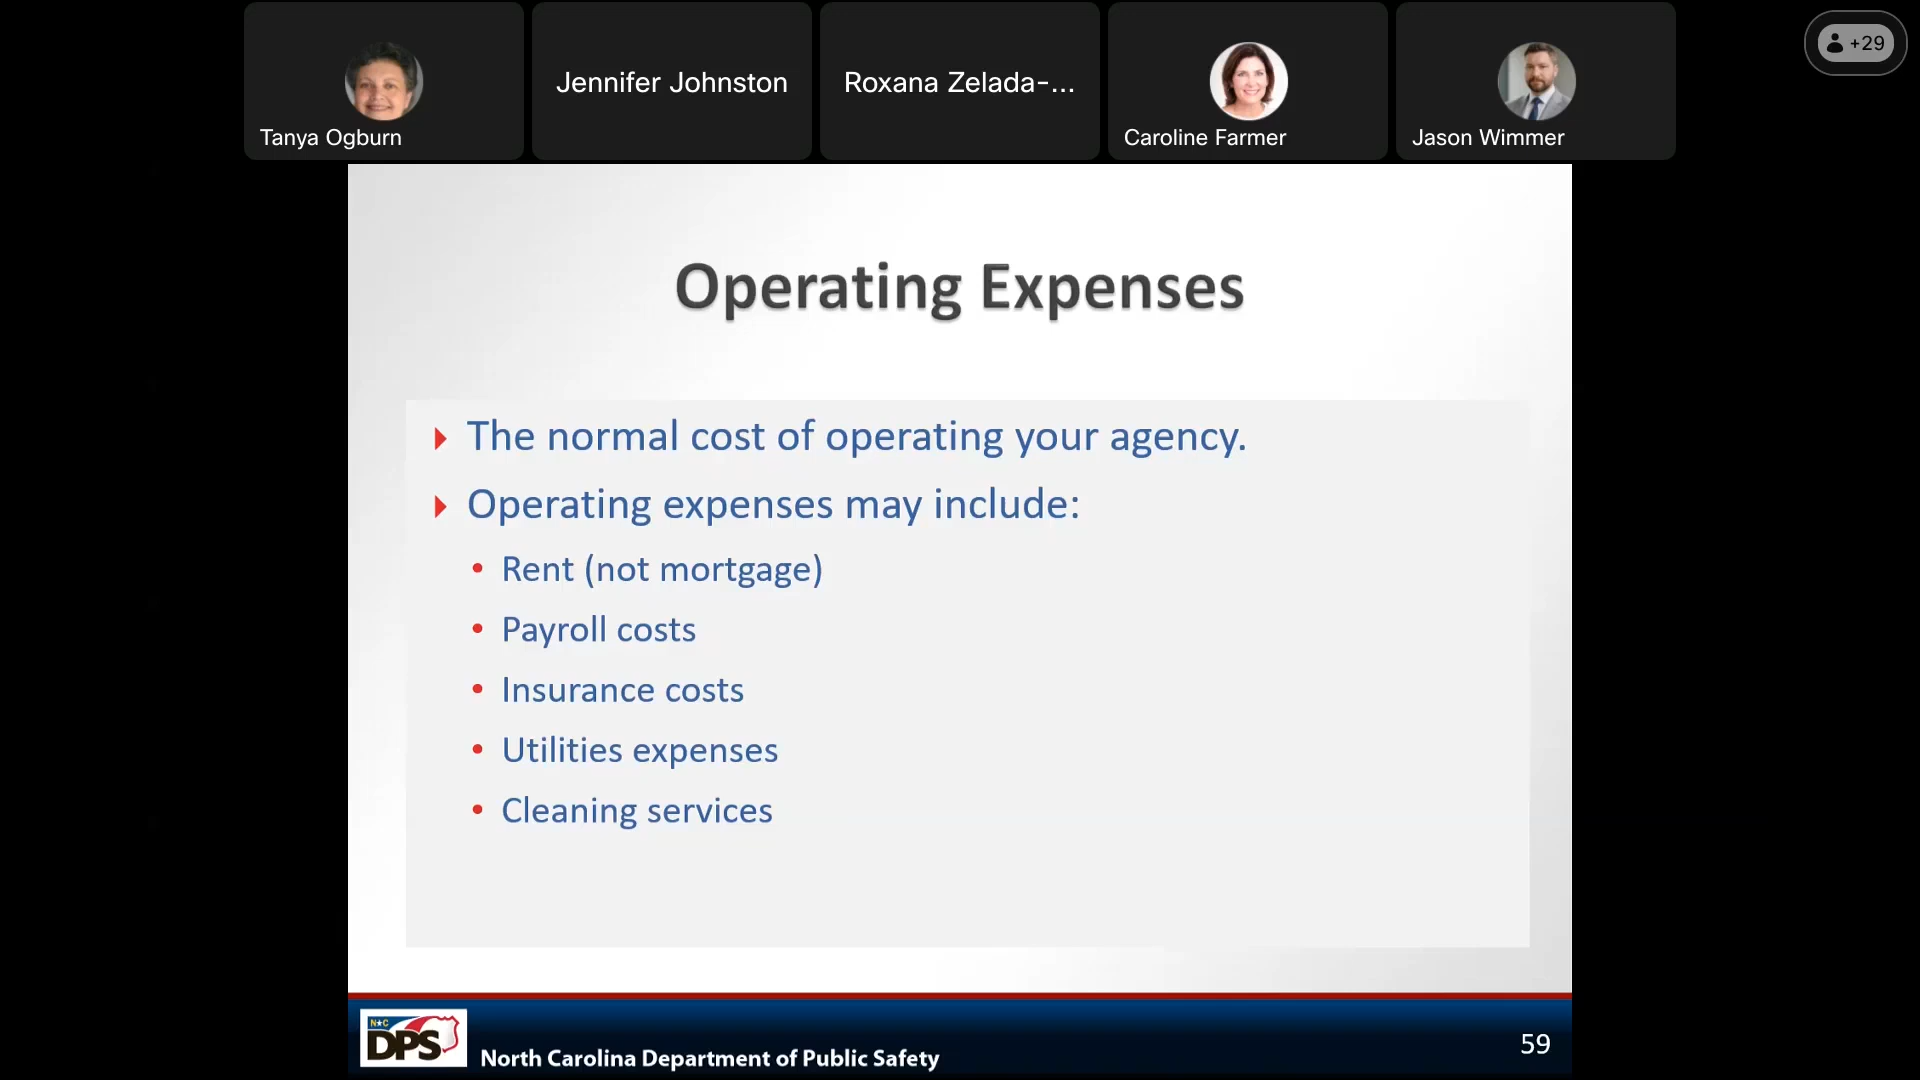 Tanya Ogburn
Jennifer Johnston
Roxana Zelada-...
Caroline Farmer
Jason Wimmer
+29
Operating Expenses
The normal cost of operating your agency.
Operating expenses may include:
• Rent (not mortgage)
• Payroll costs
• Insurance costs
• Utilities expenses
• Cleaning services
N★C
DPS
North Carolina Department of Public Safety
59